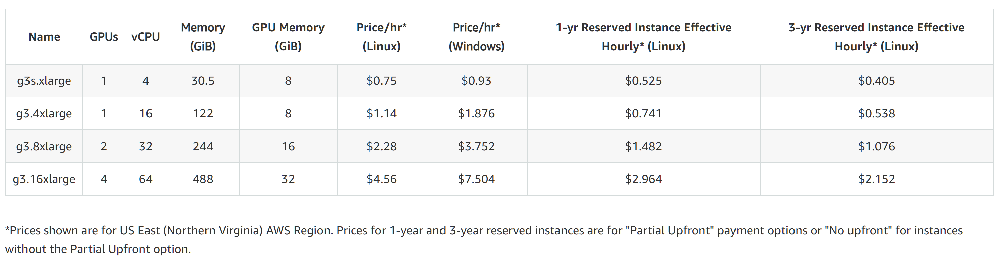 Name GPUs vCPU Memory (GiB) GPU Memory (GiB) Price/hr* (Linux) Price/hr* (Windows) 1-yr Reserved Instance Effective Hourly* (Linux) 3-yr Reserved Instance Effective Hourly* (Linux)
g3s.xlarge 1 4 30.5 8 $0.75 $0.93 $0.525 $0.405
g3.4xlarge 1 16 122 8 $1.14 $1.876 $0.741 $0.538
g3.8xlarge 2 32 244 16 $2.28 $3.752 $1.482 $1.076
g3.16xlarge 4 64 488 32 $4.56 $7.504 $2.964 $2.152
*Prices shown are for US East (Northern Virginia) AWS Region. Prices for 1-year and 3-year reserved instances are for "Partial Upfront" payment options or "No upfront" for instances
without the Partial Upfront option.